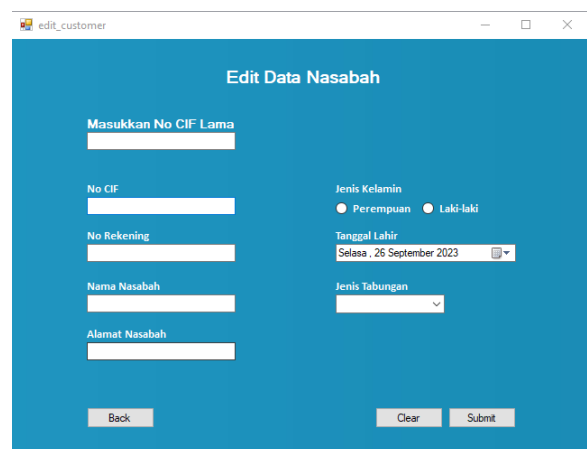 edit_customer
Edit Data Nasabah
Masukkan No CIF Lama
No CIF
No Rekening
Nama Nasabah
Alamat Nasabah
Jenis Kelamin
Perempuan Laki-laki
Tanggal Lahir
Selasa , 26 September 2023
Jenis Tabungan
Back Clear Submit